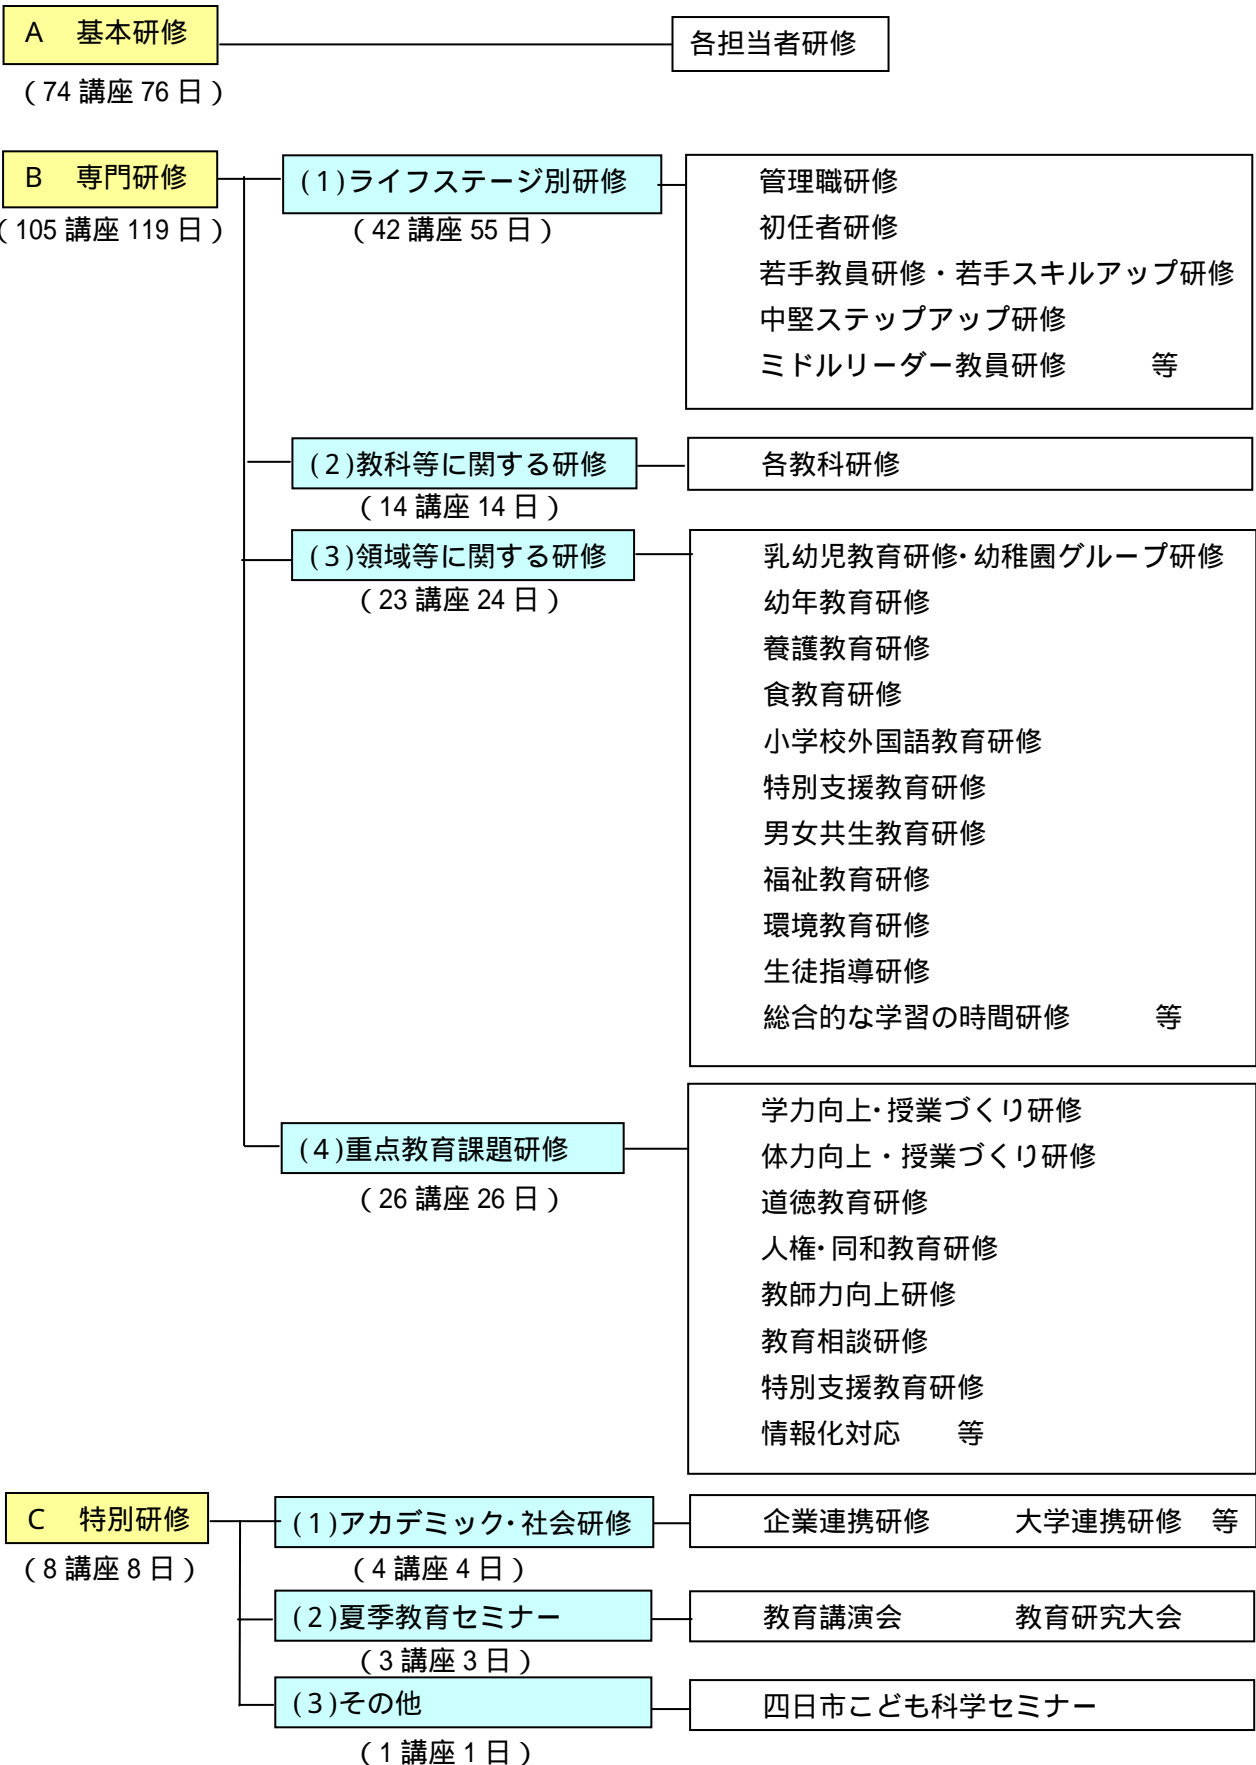 A　基本研修
各担当者研修
（74 講座 76 日）
B　専門研修
(1)ライフステージ別研修
管理職研修
（105 講座 119 日）
（42 講座 55 日）
初任者研修
若手教員研修・若手スキルアップ研修
中堅ステップアップ研修
ミドルリーダー教員研修　　　等
(2)教科等に関する研修
各教科研修
（14 講座 14 日）
(3)領域等に関する研修
乳幼児教育研修･幼稚園グループ研修
（23 講座 24 日）
幼年教育研修
養護教育研修
食教育研修
小学校外国語教育研修
特別支援教育研修
男女共生教育研修
福祉教育研修
環境教育研修
生徒指導研修
総合的な学習の時間研修　　　等
(4)重点教育課題研修
（26 講座 26 日）
学力向上･授業づくり研修
体力向上・授業づくり研修
道徳教育研修
人権･同和教育研修
教師力向上研修
教育相談研修
特別支援教育研修
情報化対応　　等
C　特別研修
(1)アカデミック･社会研修
企業連携研修　　　大学連携研修　等
（8 講座 8 日）
（4 講座 4 日）
(2)夏季教育セミナー
教育講演会　　　　教育研究大会
（3 講座 3 日）
(3)その他
四日市こども科学セミナー
（1 講座 1 日）